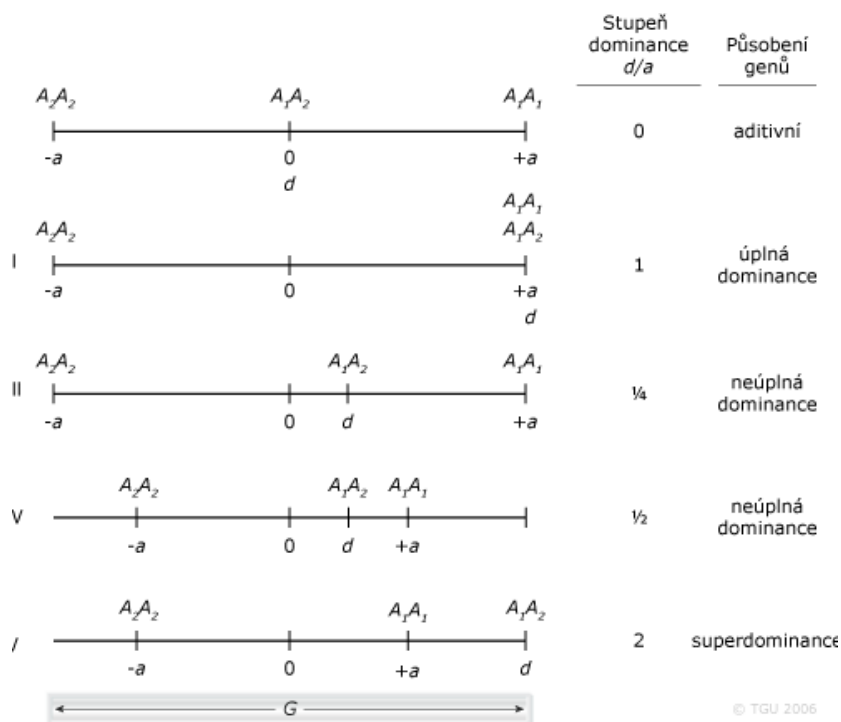 Stupeň dominance d/a
Působení genů
A₂A₂ A₁A₂ A₁A₁
-a 0 +a
d
0 aditivní
A₁A₁
I A₂A₂ A₁A₂
-a 0 +a
d
1 úplná dominance
A₂A₂ A₁A₂ A₁A₁
II
-a 0 d +a
¼ neúplná dominance
A₂A₂ A₁A₂ A₁A₁
V
-a 0 d +a
½ neúplná dominance
A₂A₂ A₁A₁ A₁A₂
-a 0 +a d
2 superdominance
G
© TGU 2006